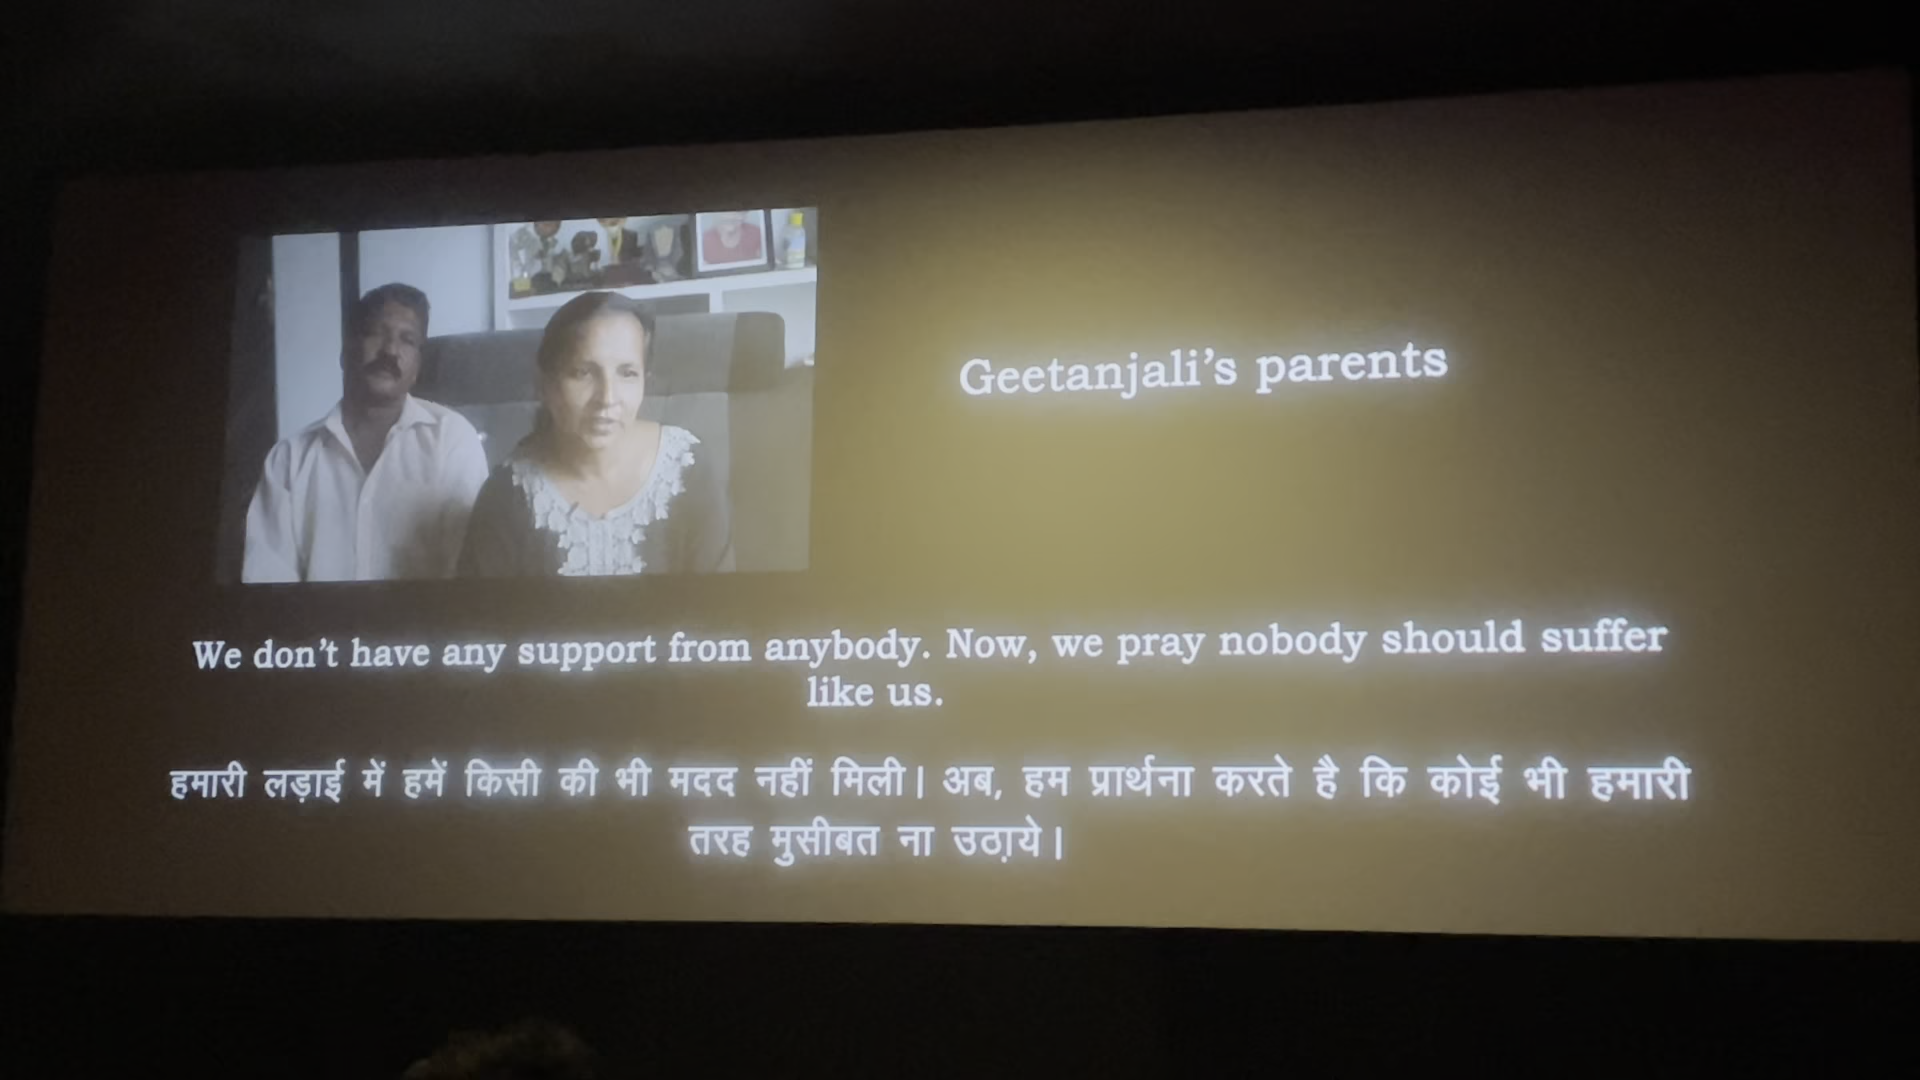 Geetanjali’s parents
We don’t have any support from anybody. Now, we pray nobody should suffer
like us.
हमारी लड़ाई में हमें किसी की भी मदद नहीं मिली। अब, हम प्रार्थना करते है कि कोई भी हमारी
तरह मुसीबत ना उठा़ये।